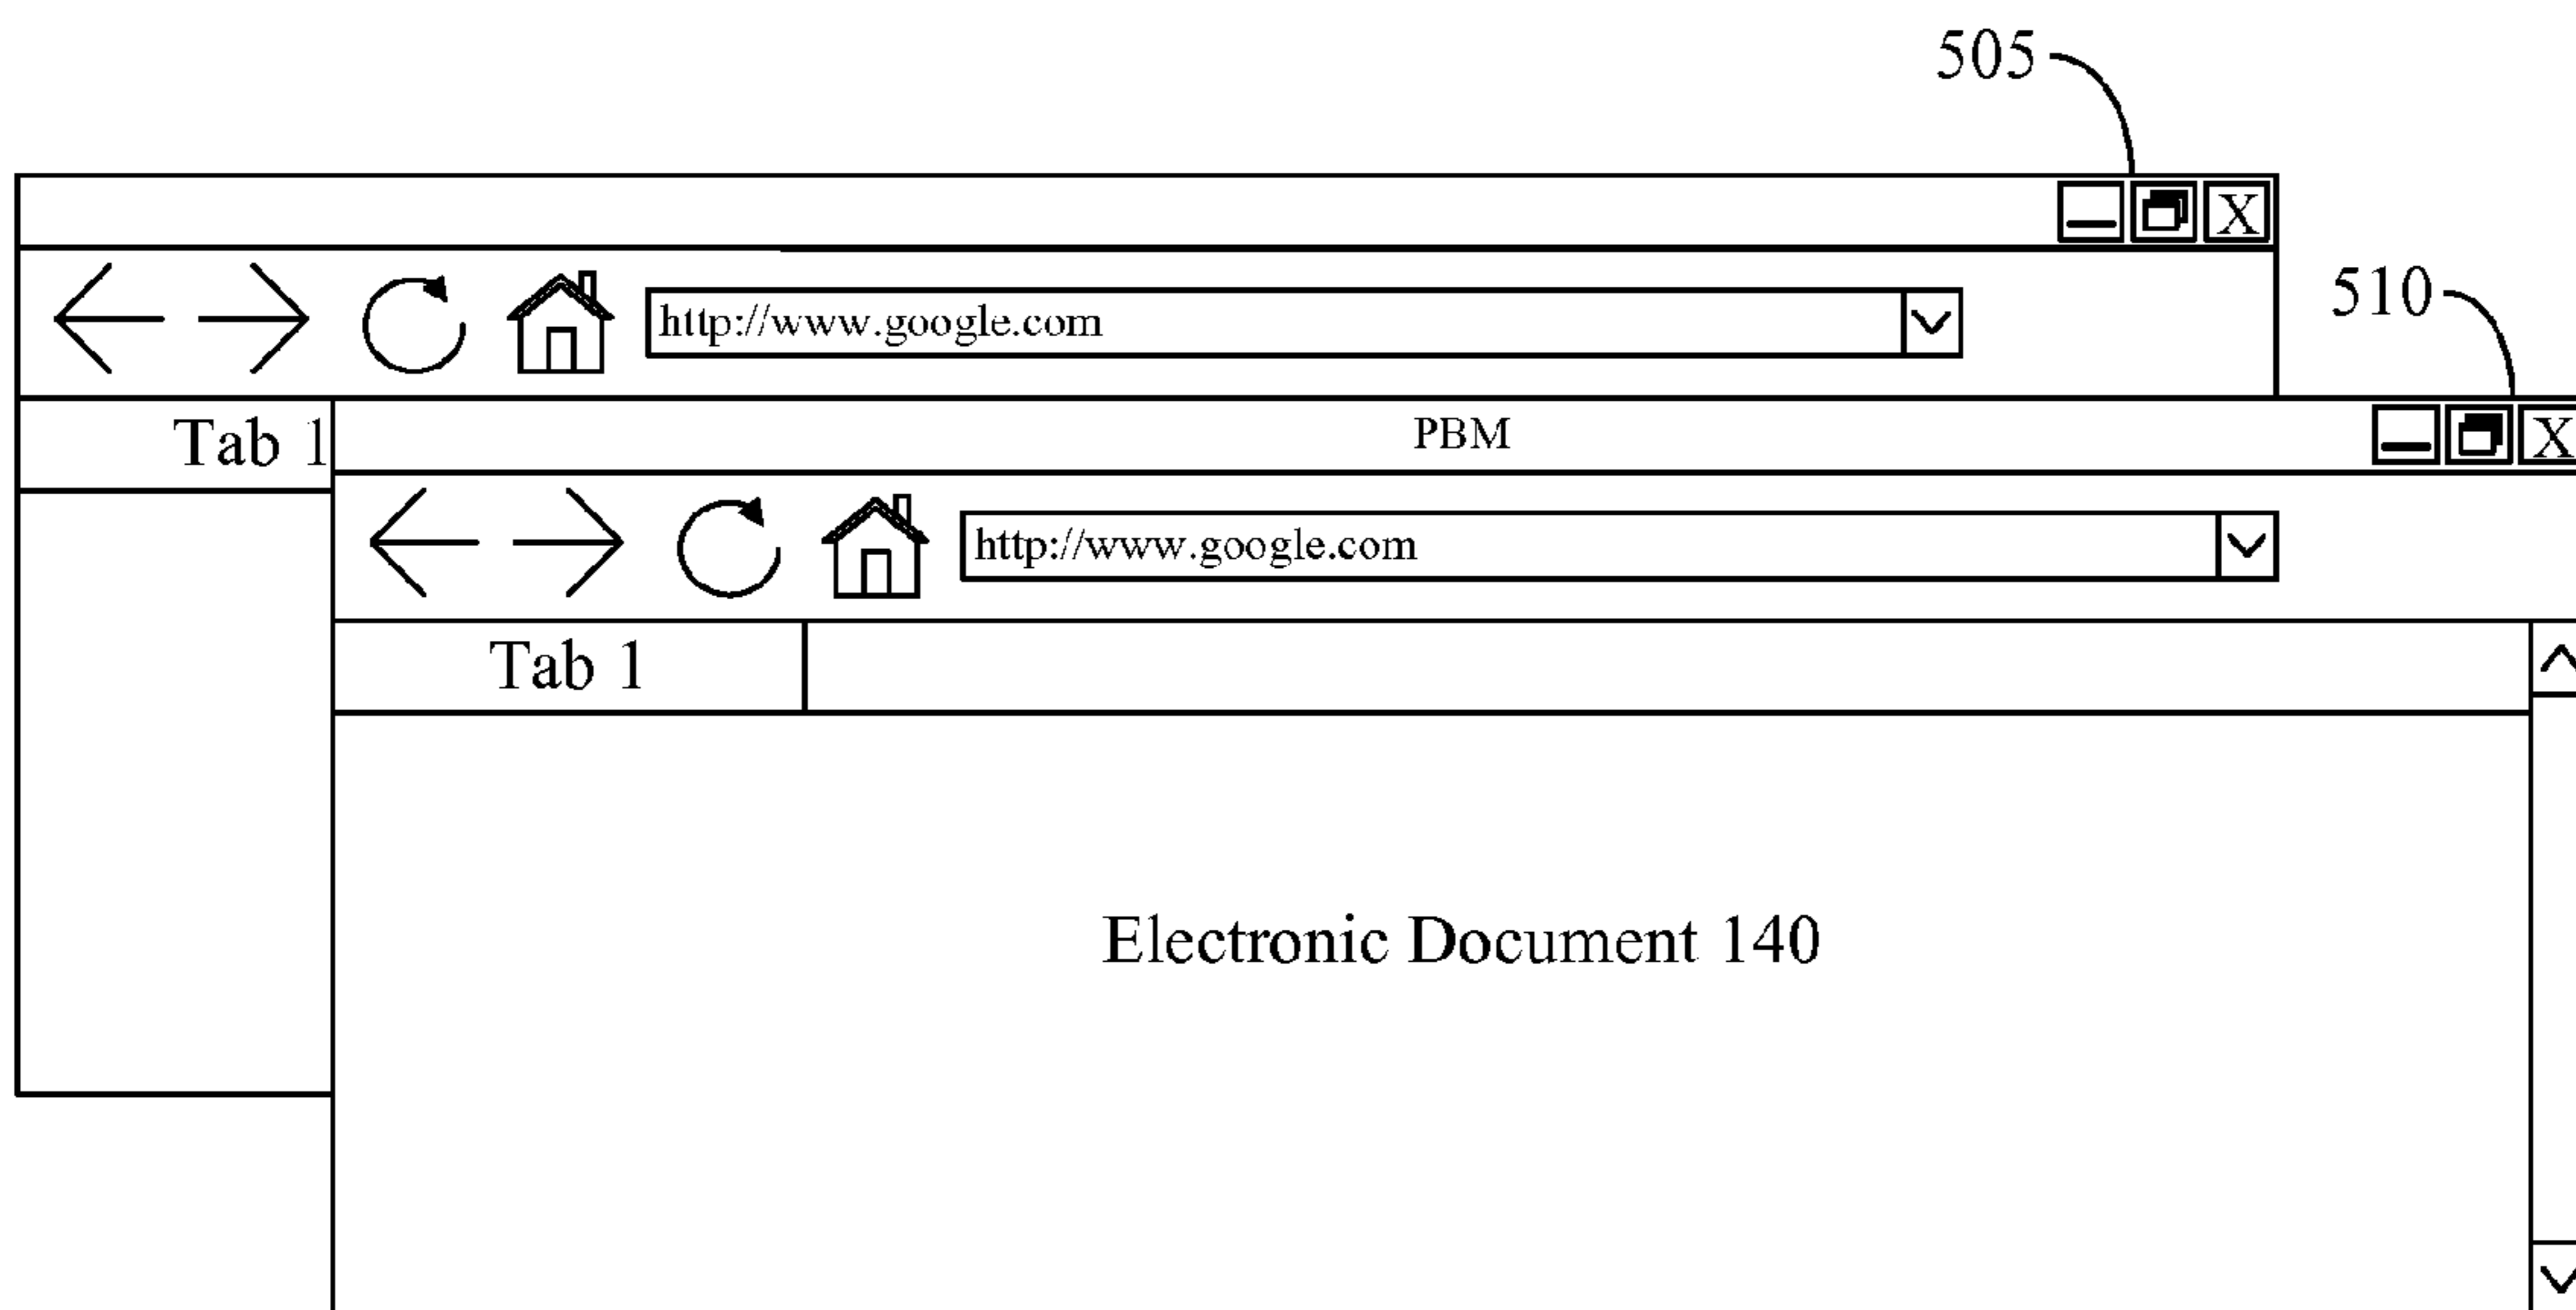 505
X
510
http://www.google.com
Tab 1
PBM
X
http://www.google.com
Tab 1
Electronic Document 140